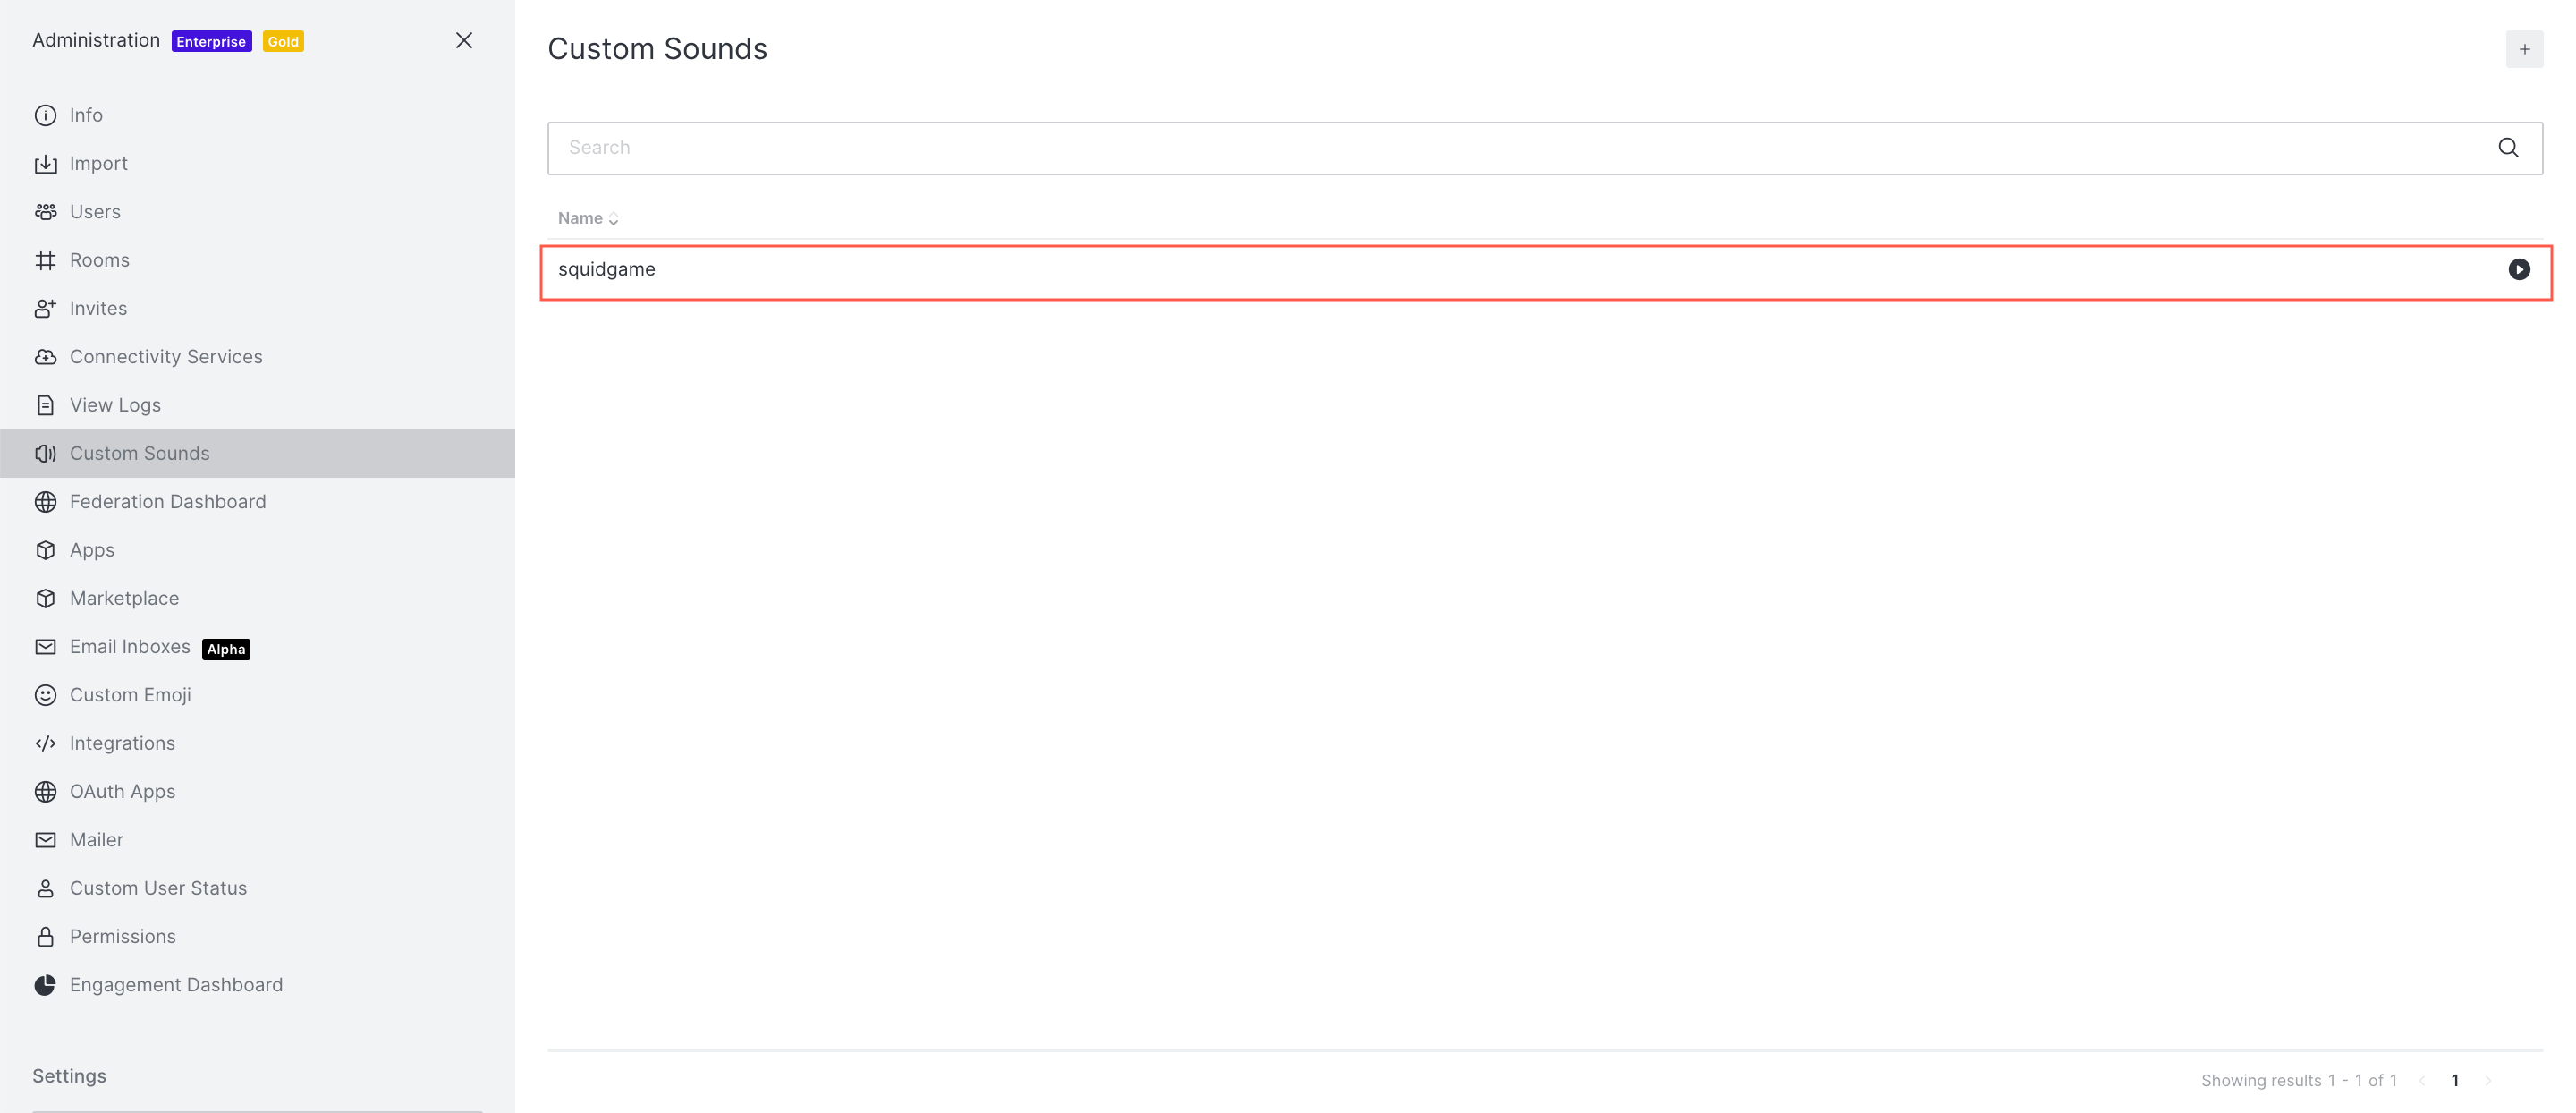 Administration Enterprise Gold
Info
Import
Users
Rooms
Invites
Connectivity Services
View Logs
Custom Sounds
Federation Dashboard
Apps
Marketplace
Email Inboxes Alpha
Custom Emoji
Integrations
OAuth Apps
Mailer
Custom User Status
Permissions
Engagement Dashboard
Settings
Custom Sounds
Search
Name
squidgame
Showing results 1 - 1 of 1
1